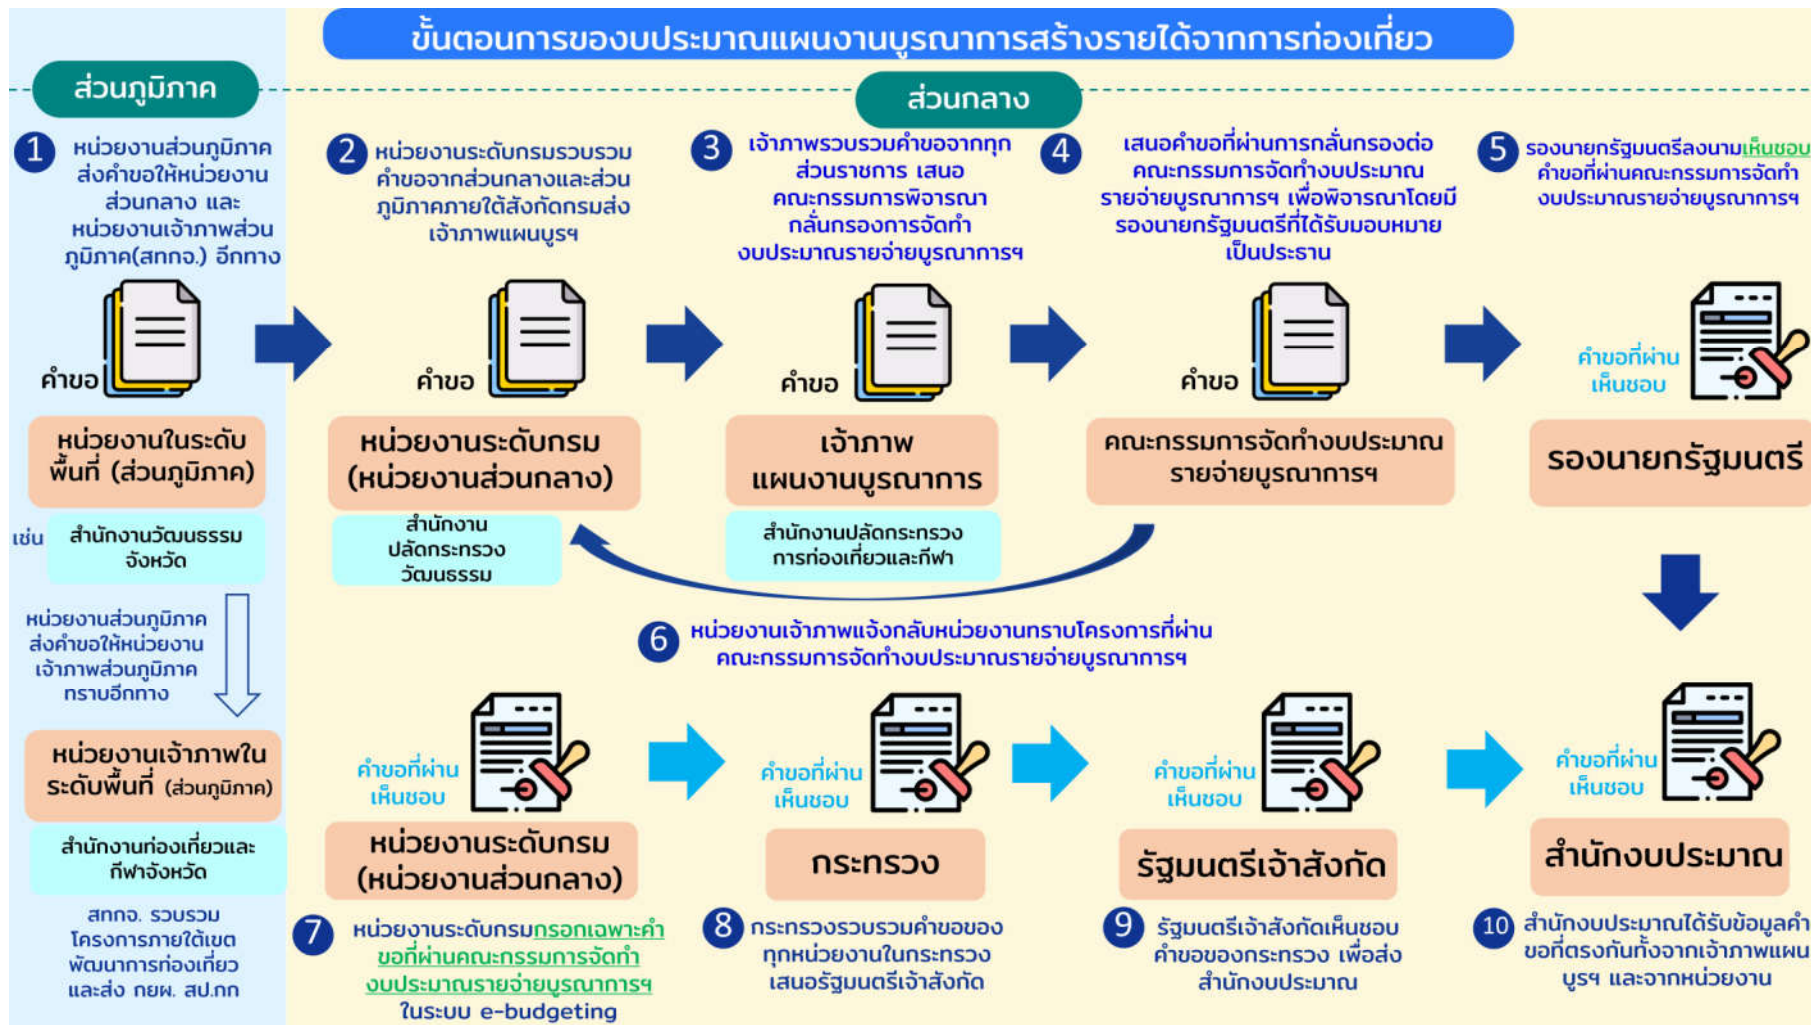 ขั้นตอนการของบประมาณแผนงานบูรณาการสร้างรายได้จากการท่องเที่ยว
ส่วนภูมิภาค
ส่วนกลาง
1
หน่วยงานส่วนภูมิภาค
ส่งคำขอให้หน่วยงาน
ส่วนกลาง และ
หน่วยงานเจ้าภาพส่วน
ภูมิภาค(สทกจ.) อีกทาง
2
หน่วยงานระดับกรมรวบรวม
คำขอจากส่วนกลางและส่วน
ภูมิภาคภายใต้สังกัดกรมส่ง
เจ้าภาพแผนบูรฯ
3
เจ้าภาพรวบรวมคำขอจากทุก
ส่วนราชการ เสนอ
คณะกรรมการพิจารณา
กลั่นกรองการจัดทำ
งบประมาณรายจ่ายบูรณาการฯ
4
เสนอคำขอที่ผ่านการกลั่นกรองต่อ
คณะกรรมการจัดทำงบประมาณ
รายจ่ายบูรณาการฯ เพื่อพิจารณาโดยมี
รองนายกรัฐมนตรีที่ได้รับมอบหมาย
เป็นประธาน
5
รองนายกรัฐมนตรีลงนามเห็นชอบ
คำขอที่ผ่านคณะกรรมการจัดทำ
งบประมาณรายจ่ายบูรณาการฯ
คำขอ
คำขอ
คำขอ
คำขอ
คำขอที่ผ่าน
เห็นชอบ
หน่วยงานในระดับ
พื้นที่ (ส่วนภูมิภาค)
หน่วยงานระดับกรม
(หน่วยงานส่วนกลาง)
เจ้าภาพ
แผนงานบูรณาการ
คณะกรรมการจัดทำงบประมาณ
รายจ่ายบูรณาการฯ
รองนายกรัฐมนตรี
เช่น
สำนักงานวัฒนธรรม
จังหวัด
สำนักงาน
ปลัดกระทรวง
วัฒนธรรม
สำนักงานปลัดกระทรวง
การท่องเที่ยวและกีฬา
หน่วยงานส่วนภูมิภาค
ส่งคำขอให้หน่วยงาน
เจ้าภาพส่วนภูมิภาค
ทราบอีกทาง
6
หน่วยงานเจ้าภาพแจ้งกลับหน่วยงานทราบโครงการที่ผ่าน
คณะกรรมการจัดทำงบประมาณรายจ่ายบูรณาการฯ
หน่วยงานเจ้าภาพใน
ระดับพื้นที่ (ส่วนภูมิภาค)
สำนักงานท่องเที่ยวและ
กีฬาจังหวัด
สทกจ. รวบรวม
โครงการภายใต้เขต
พัฒนาการท่องเที่ยว
และส่ง กยผ. สป.กก
คำขอที่ผ่าน
เห็นชอบ
คำขอที่ผ่าน
เห็นชอบ
คำขอที่ผ่าน
เห็นชอบ
คำขอที่ผ่าน
เห็นชอบ
หน่วยงานระดับกรม
(หน่วยงานส่วนกลาง)
กระทรวง
รัฐมนตรีเจ้าสังกัด
สำนักงบประมาณ
7
หน่วยงานระดับกรมกรอกเฉพาะคำ
ขอที่ผ่านคณะกรรมการจัดทำ
งบประมาณรายจ่ายบูรณาการฯ
ในระบบ e-budgeting
8
กระทรวงรวบรวมคำขอของ
ทุกหน่วยงานในกระทรวง
เสนอรัฐมนตรีเจ้าสังกัด
9
รัฐมนตรีเจ้าสังกัดเห็นชอบ
คำขอของกระทรวง เพื่อส่ง
สำนักงบประมาณ
10
สำนักงบประมาณได้รับข้อมูลคำ
ขอที่ตรงกันทั้งจากเจ้าภาพแผน
บูรฯ และจากหน่วยงาน